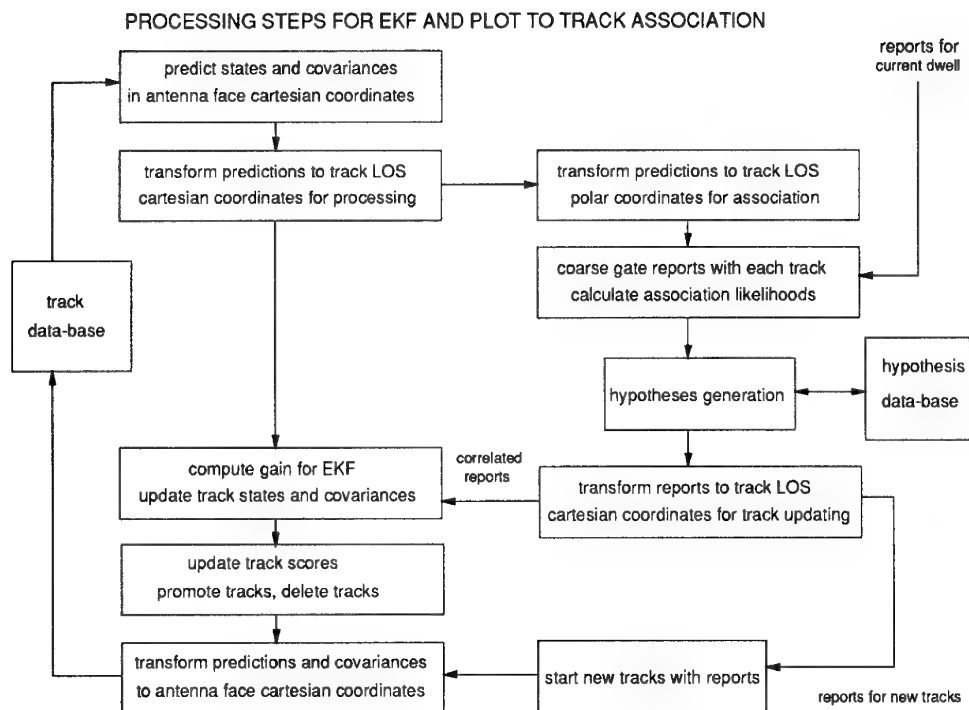 PROCESSING STEPS FOR EKF AND PLOT TO TRACK ASSOCIATION
reports for
current dwell
predict states and covariances
in antenna face cartesian coordinates
transform predictions to track LOS
cartesian coordinates for processing
transform predictions to track LOS
polar coordinates for association
coarse gate reports with each track
calculate association likelihoods
track
data-base
hypotheses generation
hypothesis
data-base
compute gain for EKF
update track states and covariances
correlated
reports
transform reports to track LOS
cartesian coordinates for track updating
update track scores
promote tracks, delete tracks
transform predictions and covariances
to antenna face cartesian coordinates
start new tracks with reports
reports for new tracks